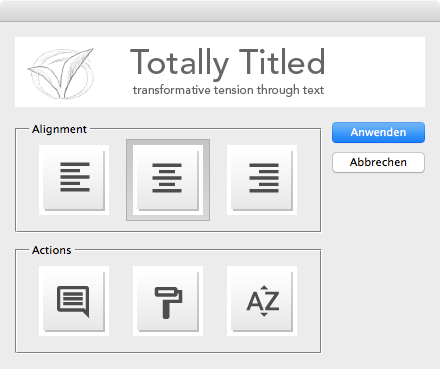 Totally Titled
transformative tension through text
Alignment
Anwenden
Abbrechen
Actions
AZ